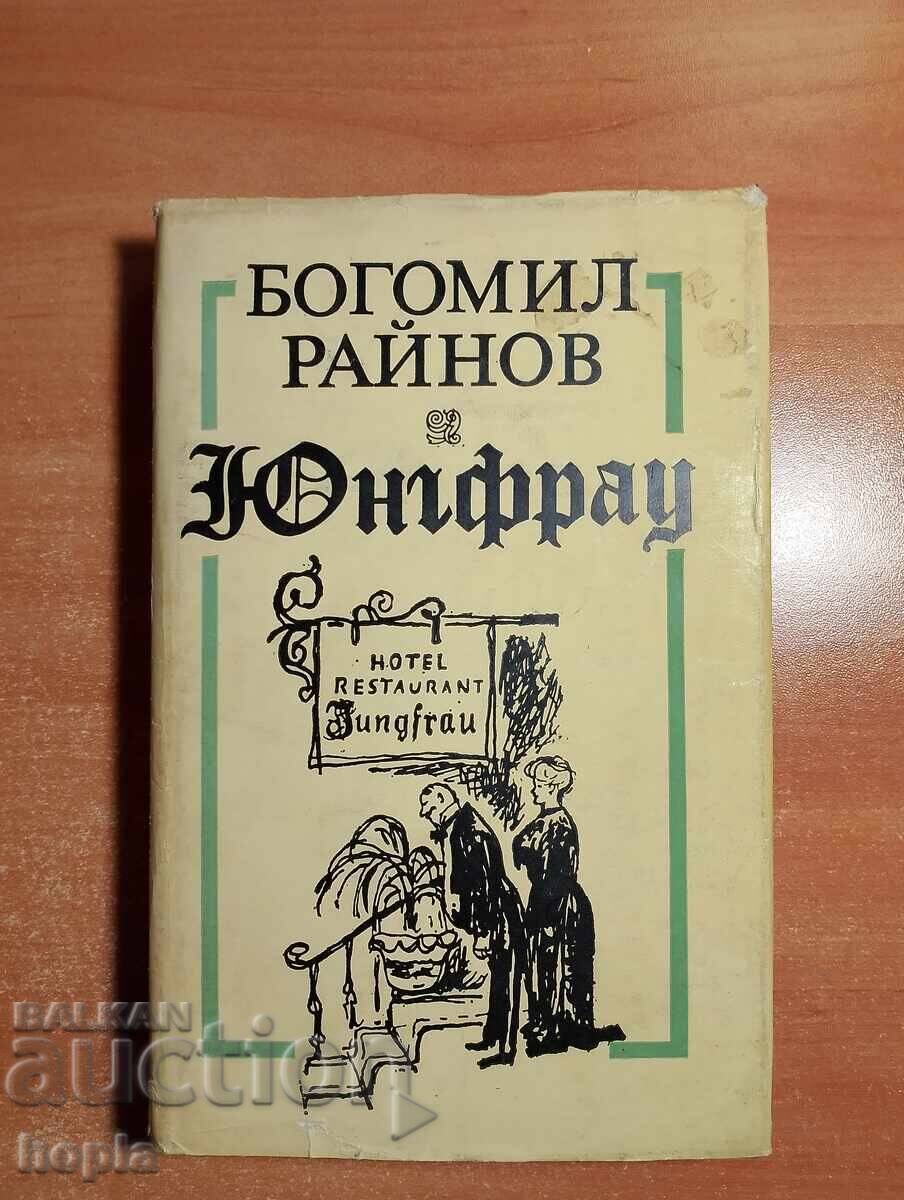 БОГОМИЛ
РАЙНОВ
Юнгфрау
HOTEL
RESTAURANT
Jungfrau
BALKAN
auction
hopla